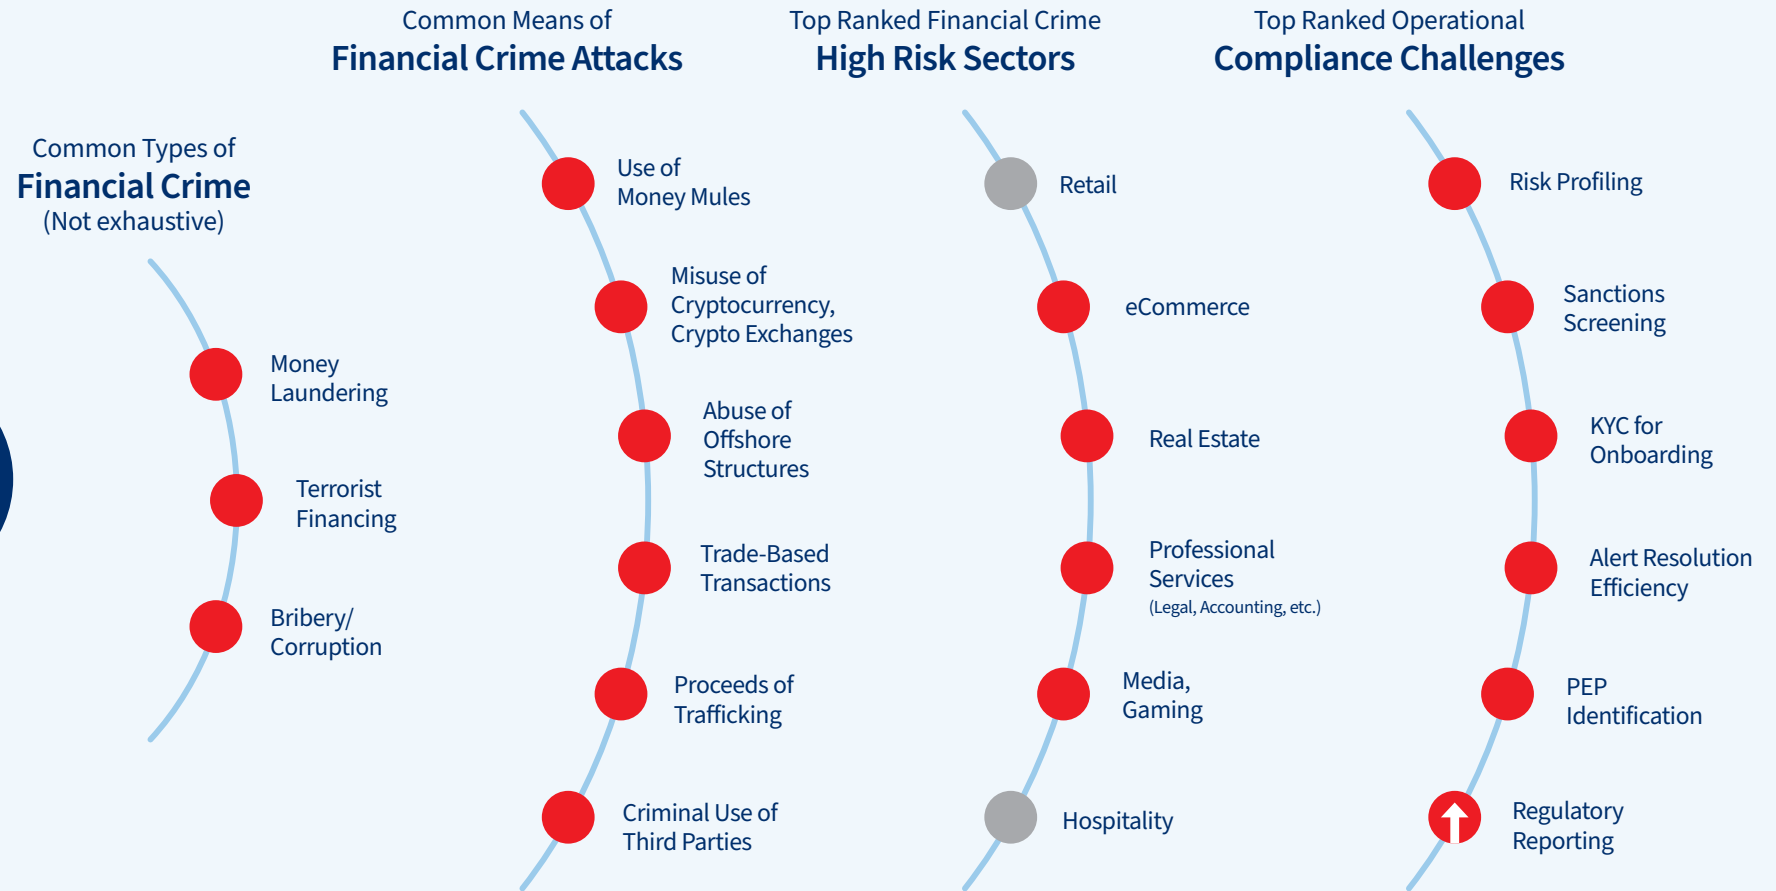 Common Types of
Financial Crime
(Not exhaustive)
Money
Laundering
Terrorist
Financing
Bribery/
Corruption
Common Means of
Financial Crime Attacks
Use of
Money Mules
Misuse of
Cryptocurrency,
Crypto Exchanges
Abuse of
Offshore
Structures
Trade-Based
Transactions
Proceeds of
Trafficking
Criminal Use of
Third Parties
Top Ranked Financial Crime
High Risk Sectors
Retail
eCommerce
Real Estate
Professional
Services
(Legal, Accounting, etc.)
Media,
Gaming
Hospitality
Top Ranked Operational
Compliance Challenges
Risk Profiling
Sanctions
Screening
KYC for
Onboarding
Alert Resolution
Efficiency
PEP
Identification
Regulatory
Reporting